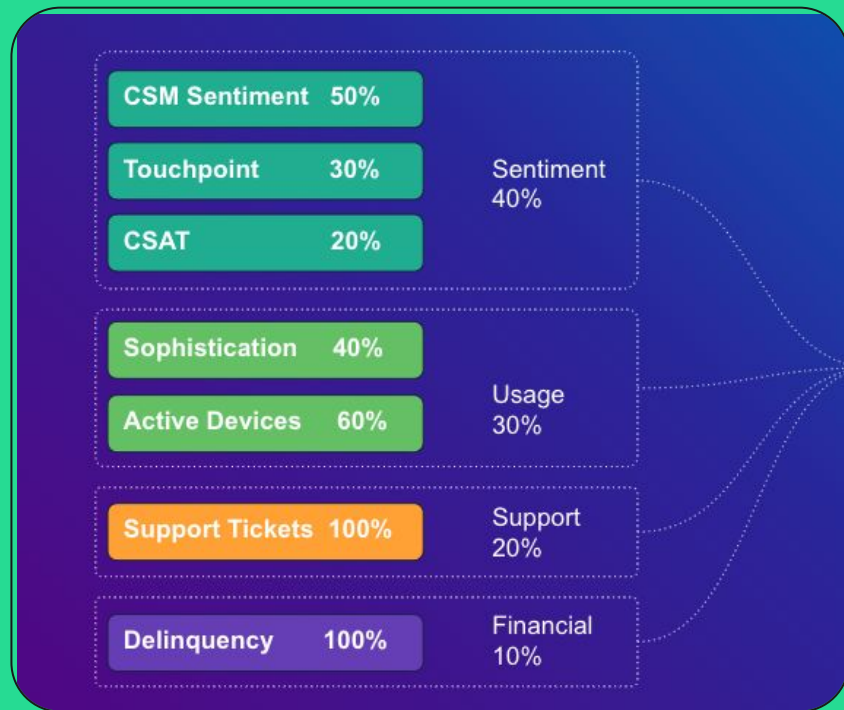 CSM Sentiment 50%
Touchpoint 30%
CSAT 20%
Sentiment
40%
Sophistication 40%
Active Devices 60%
Usage
30%
Support Tickets 100%
Support
20%
Delinquency 100%
Financial
10%